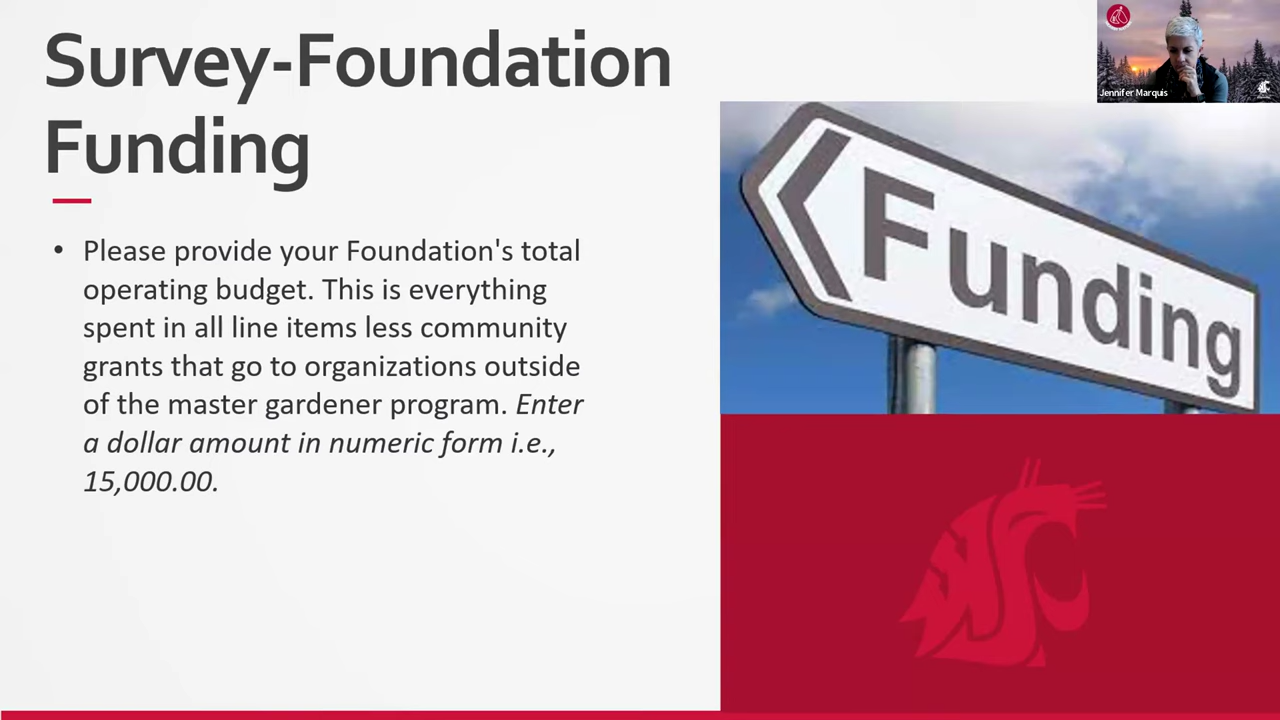 Survey-Foundation
Funding
Jennifer Marquis
• Please provide your Foundation's total
operating budget. This is everything
spent in all line items less community
grants that go to organizations outside
of the master gardener program. Enter
a dollar amount in numeric form i.e.,
15,000.00.
Funding